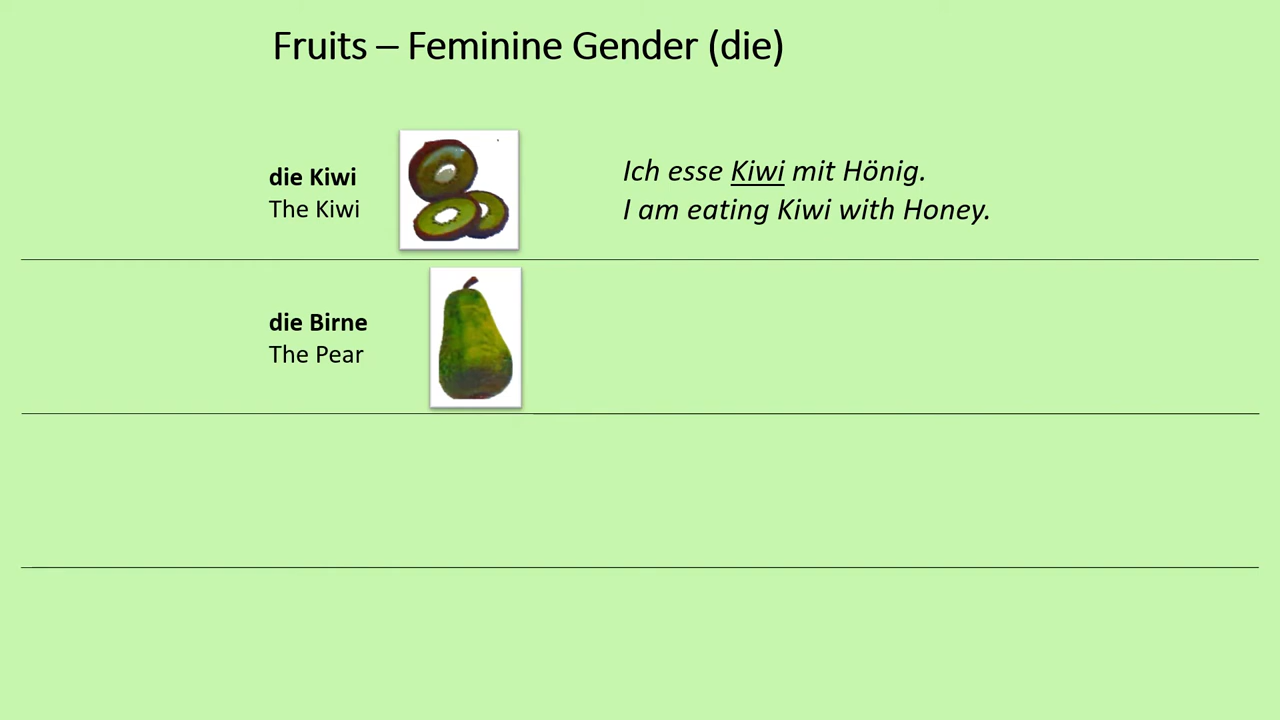 Fruits – Feminine Gender (die)
die Kiwi
The Kiwi
Ich esse Kiwi mit Hönig.
I am eating Kiwi with Honey.
die Birne
The Pear